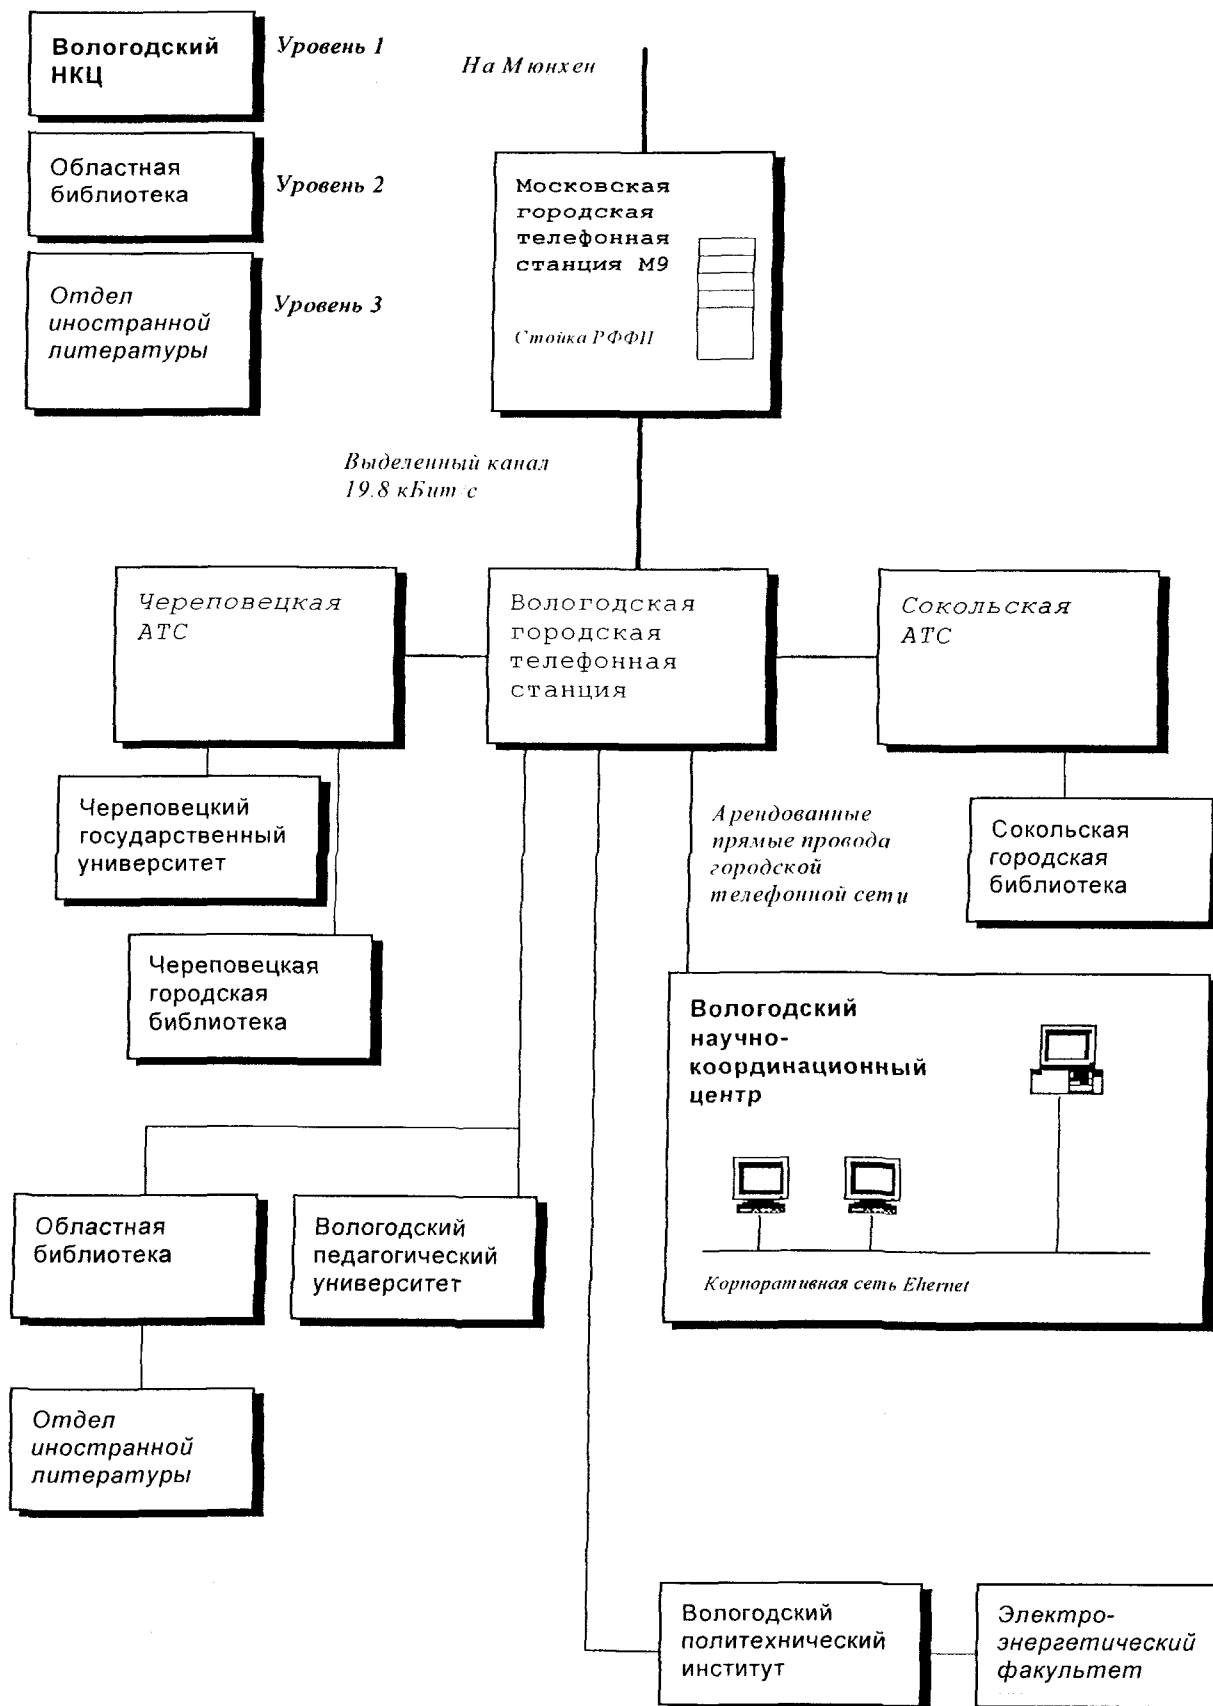 Вологодский
НКЦ
Уровень 1
Областная
библиотека
Уровень 2
Отдел
иностранной
литературы
Уровень 3
На Мюнхен
Московская
городская
телефонная
станция М9
Стойка РФФИ
Выделенный канал
19.8 кБит/с
Череповецкая
АТС
Вологодская
городская
телефонная
станция
Сокольская
АТС
Череповецкий
государственный
университет
Череповецкая
городская
библиотека
Арендованные
прямые провода
городской
телефонной сети
Сокольская
городская
библиотека
Вологодский
научно-
координационный
центр
Корпоративная сеть Ehernet
Областная
библиотека
Вологодский
педагогический
университет
Отдел
иностранной
литературы
Вологодский
политехнический
институт
Электро-
энергетический
факультет